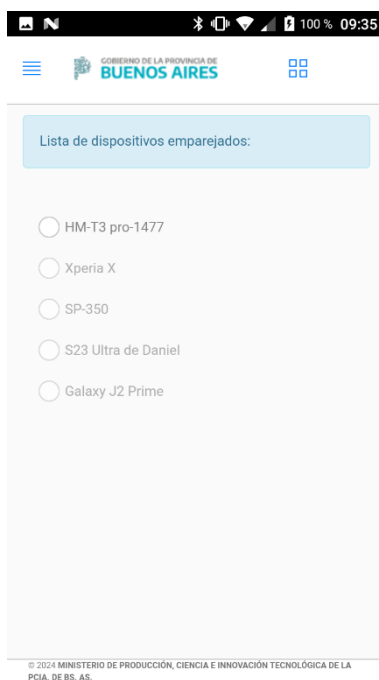 100 % 09:35
GOBIERNO DE LA PROVINCIA DE
BUENOS AIRES
Lista de dispositivos emparejados:
HM-T3 pro-1477
Xperia X
SP-350
S23 Ultra de Daniel
Galaxy J2 Prime
© 2024 MINISTERIO DE PRODUCCIÓN, CIENCIA E INNOVACIÓN TECNOLÓGICA DE LA
PCIA. DE BS. AS.